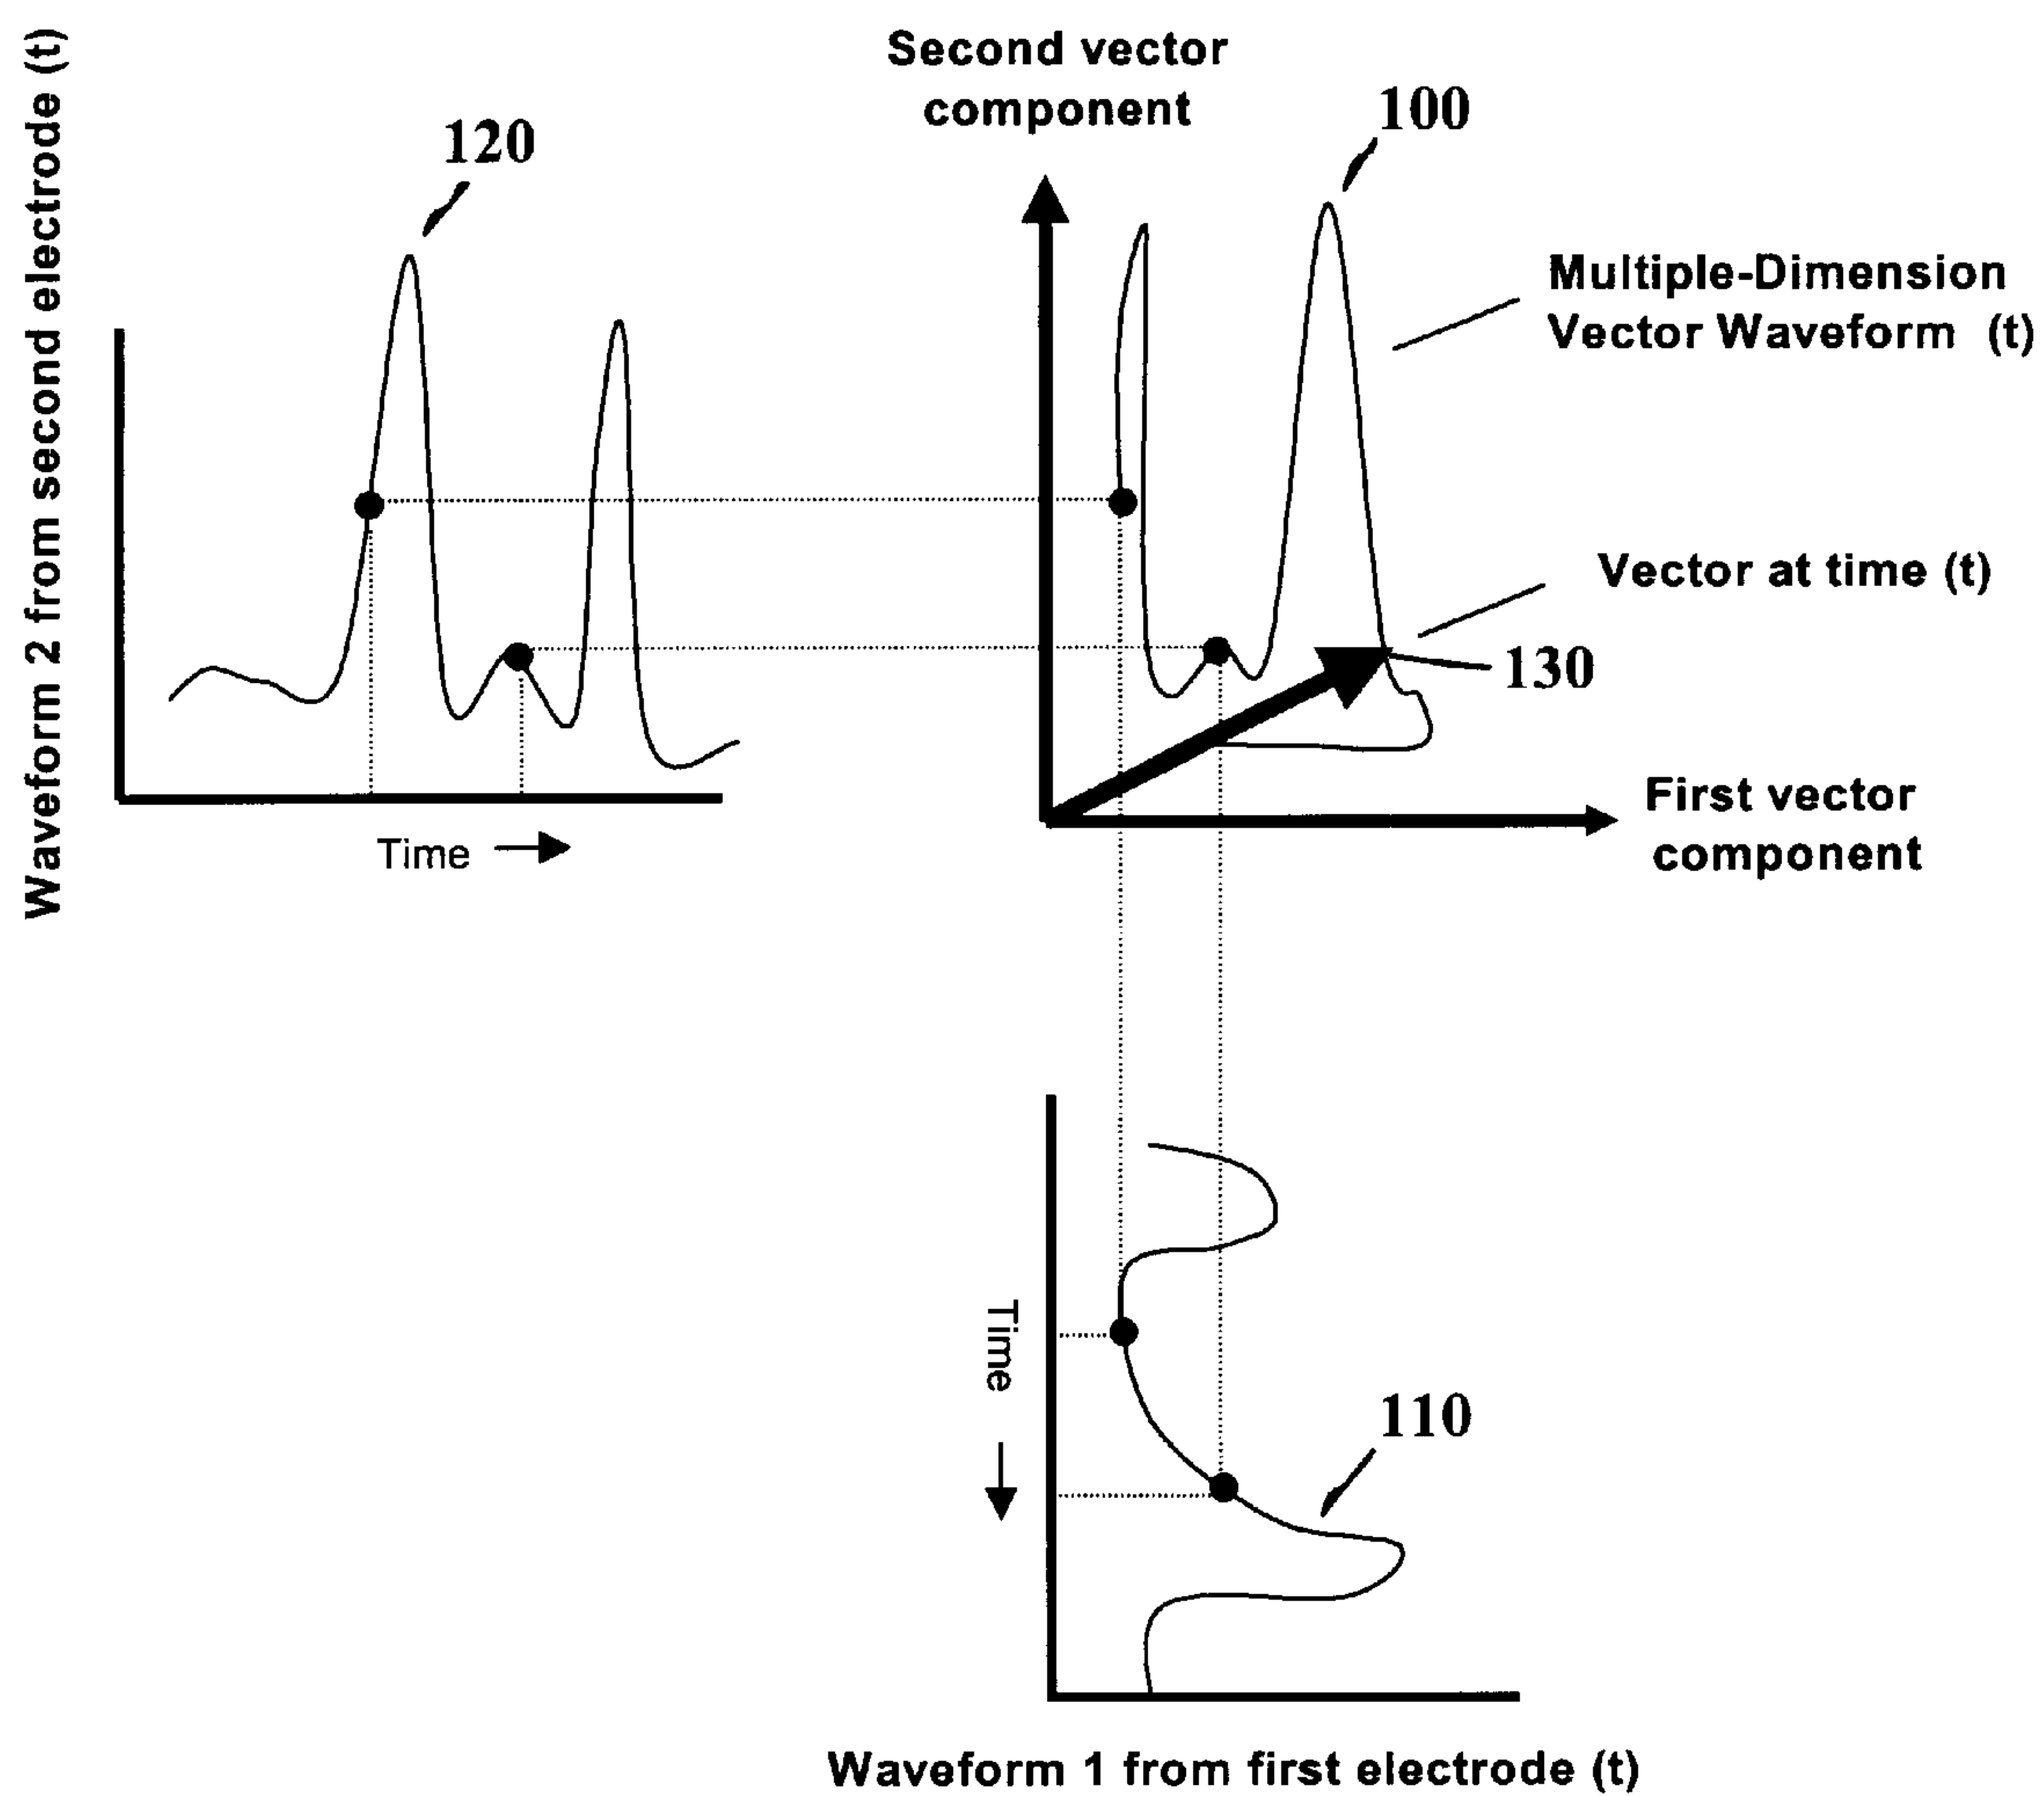 Waveform 2 from second electrode (t)
120
Time
Second vector
component
100
Multiple-Dimension
Vector Waveform (t)
Vector at time (t)
130
First vector
component
Time
110
Waveform 1 from first electrode (t)